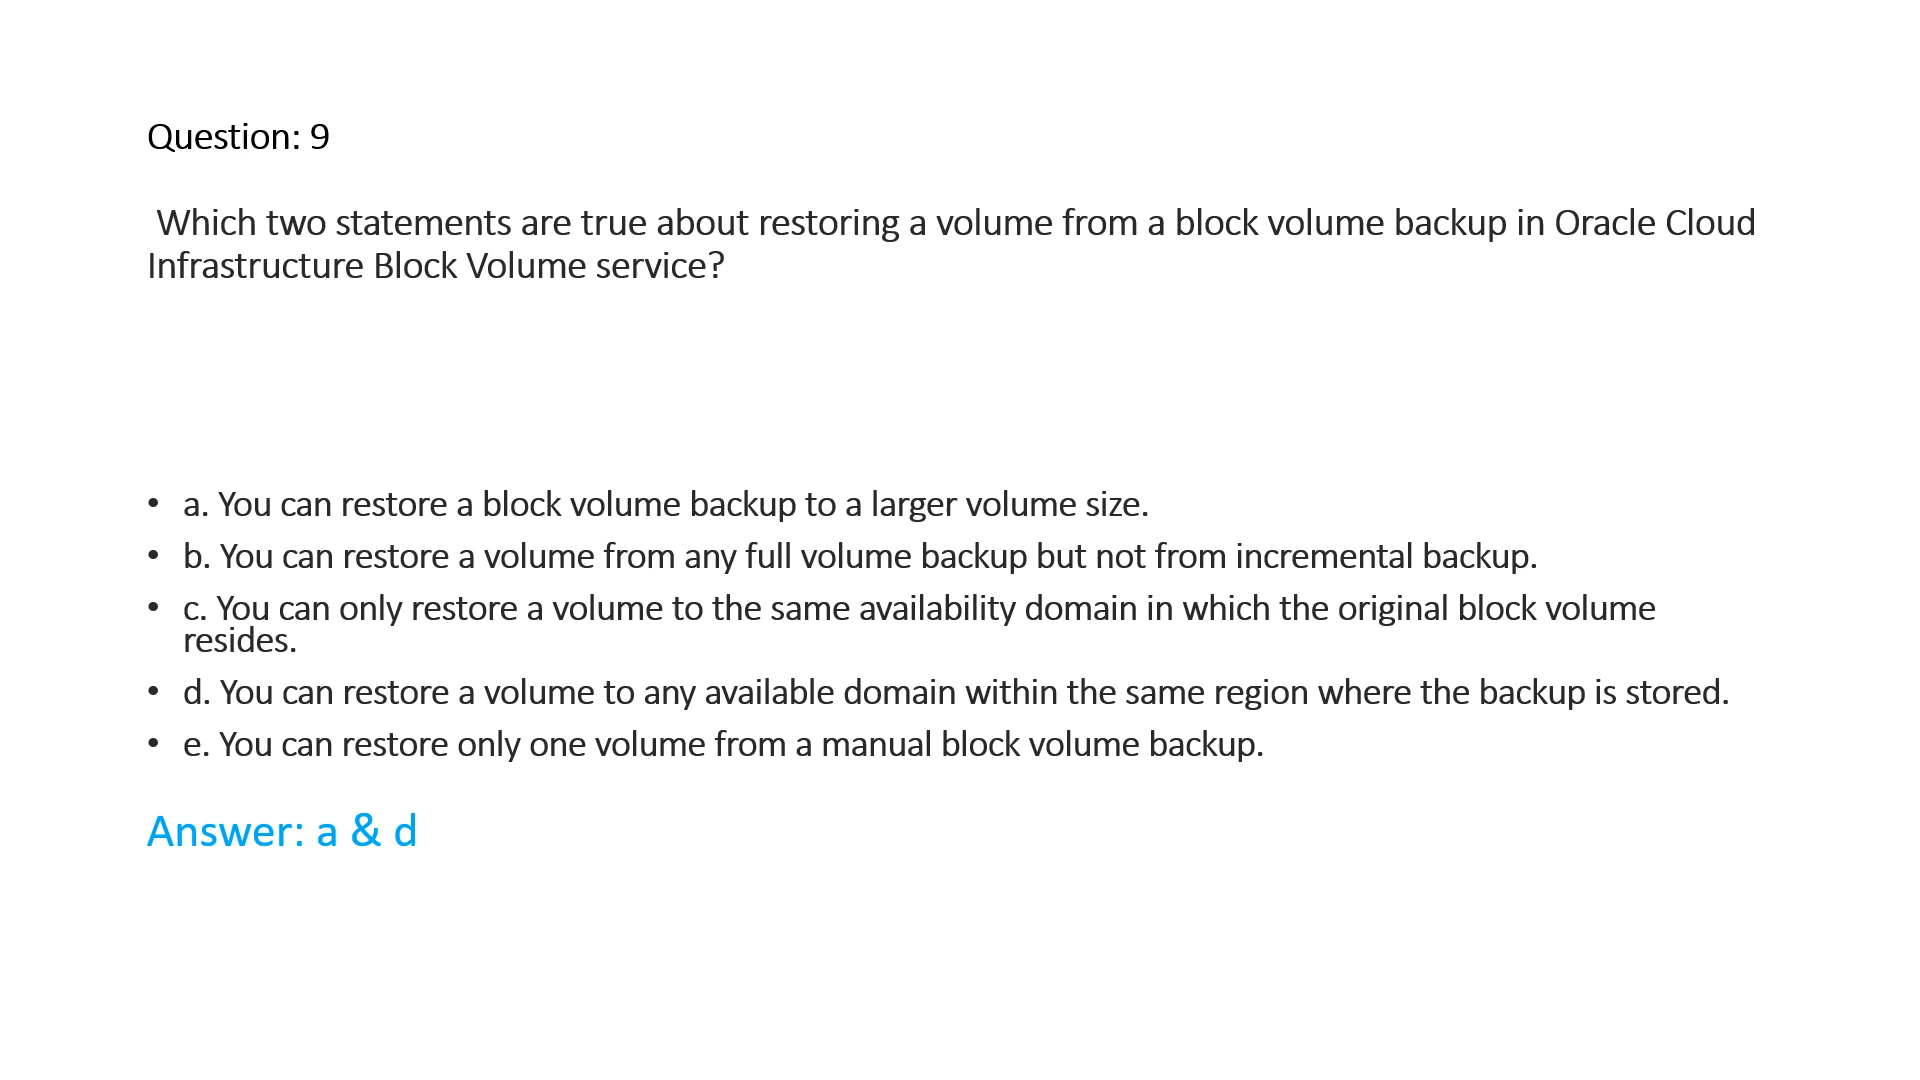 Question: 9
Which two statements are true about restoring a volume from a block volume backup in Oracle Cloud
Infrastructure Block Volume service?
• a. You can restore a block volume backup to a larger volume size.
• b. You can restore a volume from any full volume backup but not from incremental backup.
• c. You can only restore a volume to the same availability domain in which the original block volume
resides.
• d. You can restore a volume to any available domain within the same region where the backup is stored.
• e. You can restore only one volume from a manual block volume backup.
Answer: a & d